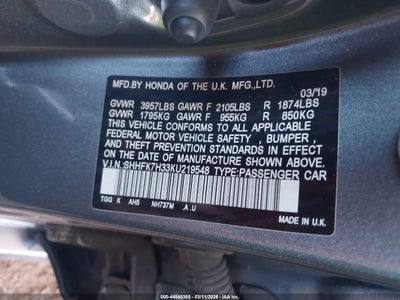 MFD.BY HONDA OF THE U.K. MFG.,LTD.
03/19
GVWR 3957LBS GAWR F 2105LBS R 1874LBS
GVWR 1795KG GAWR F 955KG R 850KG
THIS VEHICLE CONFORMS TO ALL APPLICABLE
FEDERAL MOTOR VEHICLE SAFETY , BUMPER ,
AND THEFT PREVENTION STANDARDS IN EFFECT
ON THE DATE OF MANUFACTURE SHOWN ABOVE.
V.I.N.:SHHFK7H33KU219548 TYPE:PASSENGER CAR
TGG K AH5 NH737M .A .U
MADE IN U.K.
000-44565365 - 03/11/2026 - IAA Inc.